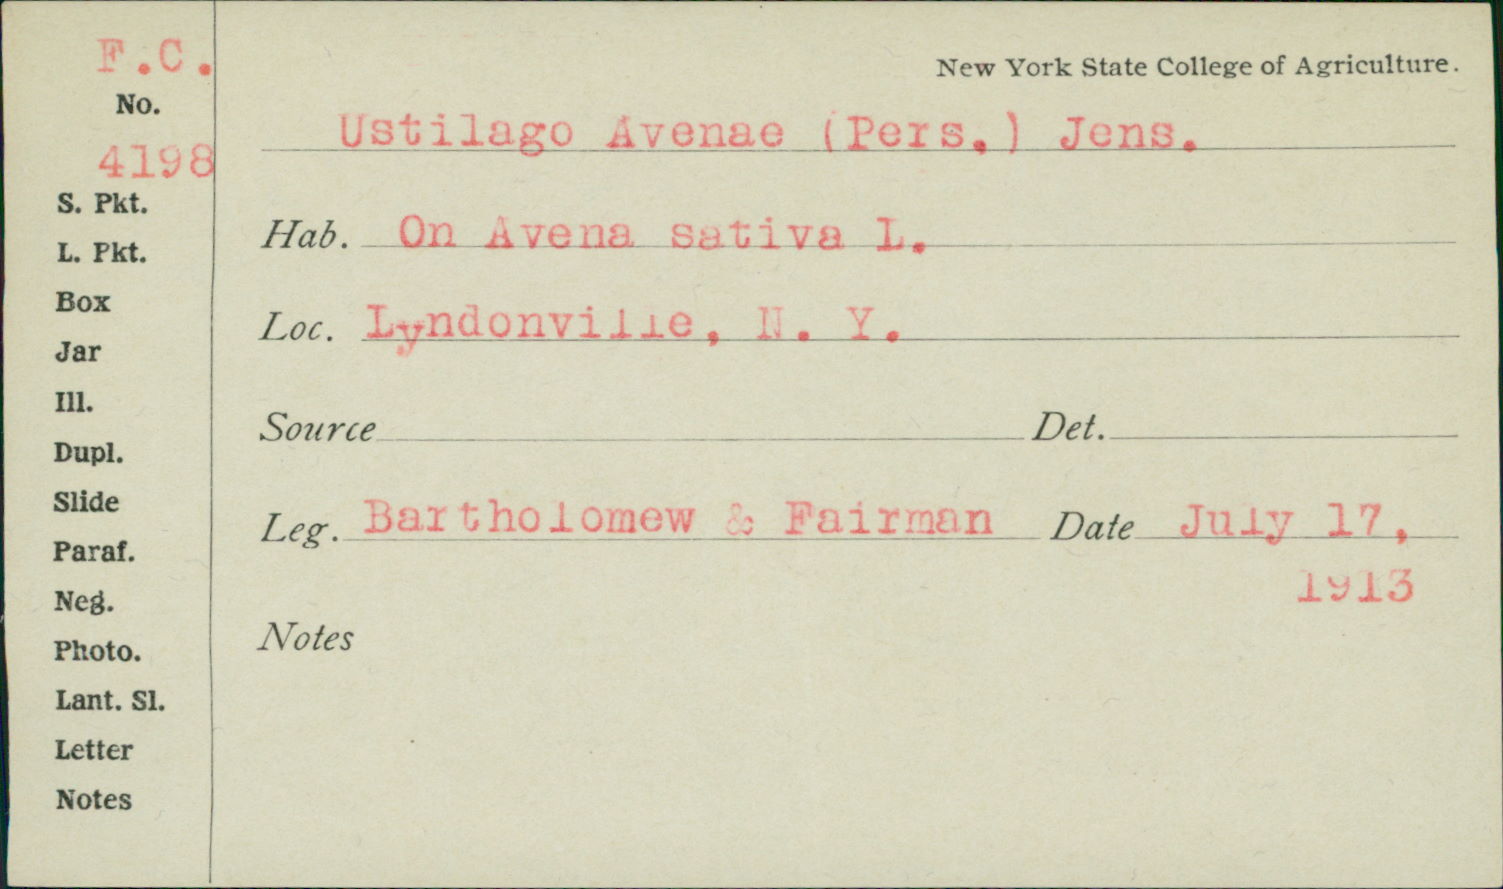 F.C.
No.
4198
S. Pkt.
L. Pkt.
Box
Jar
Ill.
Dupl.
Slide
Paraf.
Neg.
Photo.
Lant. Sl.
Letter
Notes
New York State College of Agriculture.
Ustilago Avenae (Pers.) Jens.
Hab. On Avena sativa L.
Loc. Lyndonville, N. Y.
Source Det.
Leg. Bartholomew & Fairman Date July 17,
1913
Notes